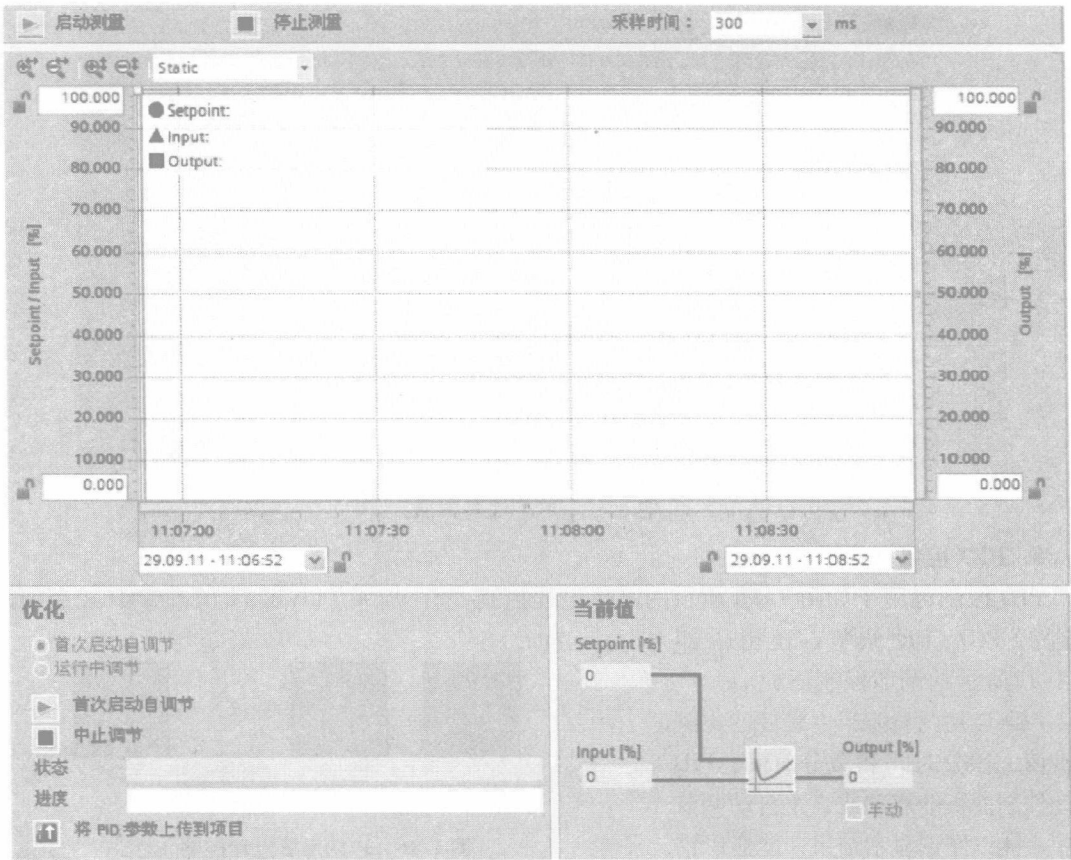 启动测量 停止测量 采样时间： 300 ms
Static
100.000 Setpoint: 100.000
90.000 Input: 90.000
80.000 Output: 80.000
70.000 70.000
60.000 60.000
50.000 50.000
40.000 40.000
30.000 30.000
20.000 20.000
10.000 10.000
0.000 0.000
Setpoint / Input [%]
Output [%]
11:07:00 11:07:30 11:08:00 11:08:30
29.09.11 - 11:06:52 29.09.11 - 11:08:52
优化
首次启动自调节
运行中调节
首次启动自调节
中止调节
状态
进度
将 PID 参数上传到项目
当前值
Setpoint [%]
0
Input [%] Output [%]
0 0
手动